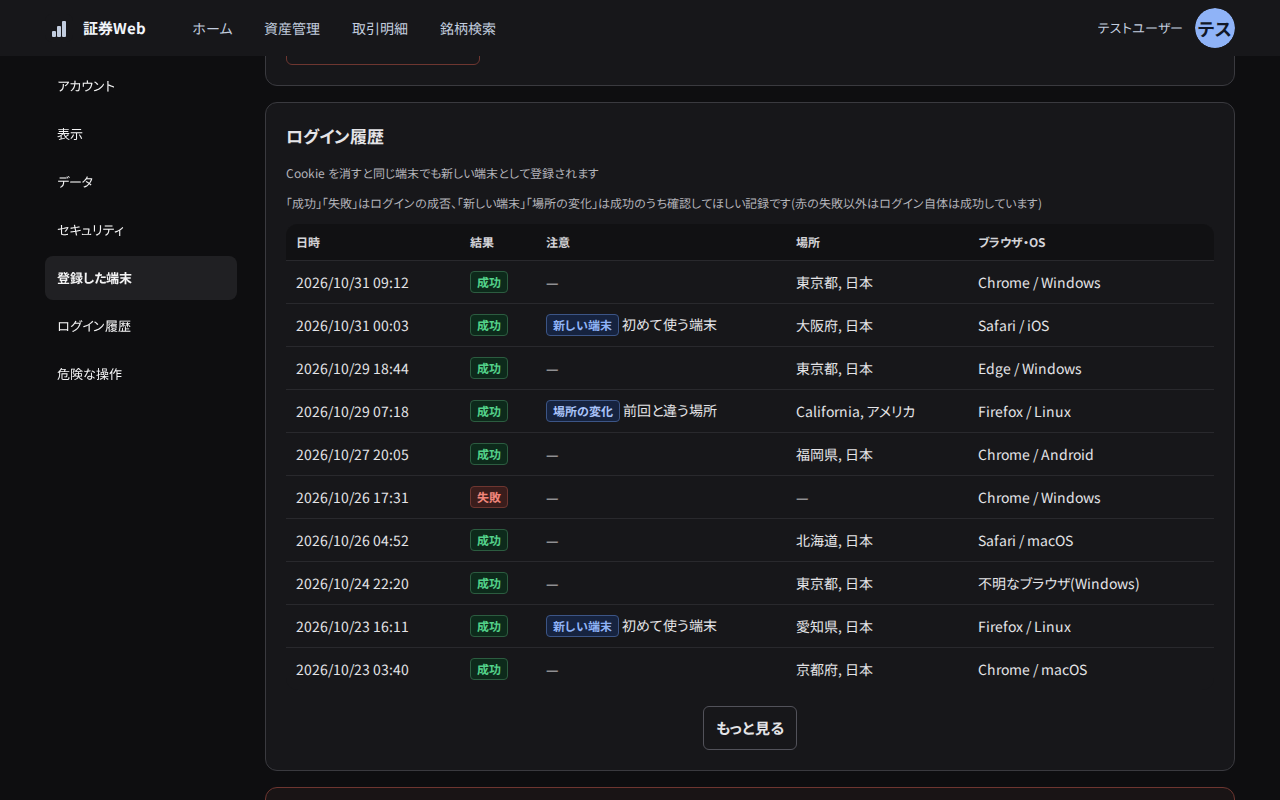 証券Web ホーム 資産管理 取引明細 銘柄検索 テストユーザー テス
アカウント
表示
データ
セキュリティ
登録した端末
ログイン履歴
危険な操作
ログイン履歴
Cookie を消すと同じ端末でも新しい端末として登録されます
「成功」「失敗」はログインの成否、「新しい端末」「場所の変化」は成功のうち確認してほしい記録です(赤の失敗以外はログイン自体は成功しています)
日時 結果 注意 場所 ブラウザ・OS
2026/10/31 09:12 成功 — 東京都, 日本 Chrome / Windows
2026/10/31 00:03 成功 新しい端末 初めて使う端末 大阪府, 日本 Safari / iOS
2026/10/29 18:44 成功 — 東京都, 日本 Edge / Windows
2026/10/29 07:18 成功 場所の変化 前回と違う場所 California, アメリカ Firefox / Linux
2026/10/27 20:05 成功 — 福岡県, 日本 Chrome / Android
2026/10/26 17:31 失敗 — — Chrome / Windows
2026/10/26 04:52 成功 — 北海道, 日本 Safari / macOS
2026/10/24 22:20 成功 — 東京都, 日本 不明なブラウザ(Windows)
2026/10/23 16:11 成功 新しい端末 初めて使う端末 愛知県, 日本 Firefox / Linux
2026/10/23 03:40 成功 — 京都府, 日本 Chrome / macOS
もっと見る